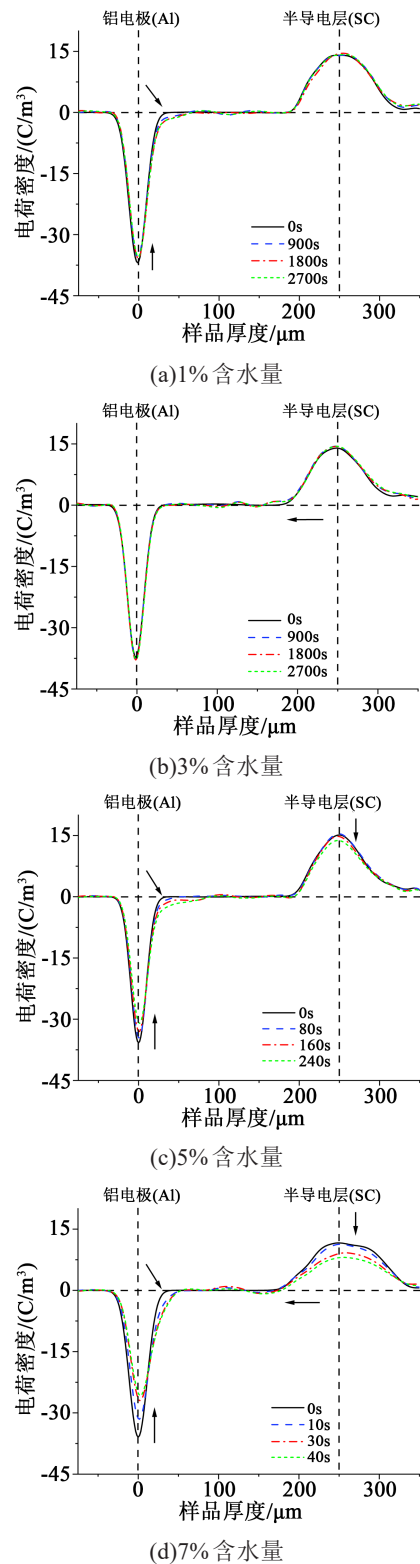 铝电极(Al) 半导电层(SC)
15
0
-15
-30
-45
电荷密度/(C/m³)
0s
900s
1800s
2700s
0 100 200 300
样品厚度/μm
(a)1% 含水量
铝电极(Al) 半导电层(SC)
15
0
-15
-30
-45
电荷密度/(C/m³)
0s
900s
1800s
2700s
0 100 200 300
样品厚度/μm
(b)3% 含水量
铝电极(Al) 半导电层(SC)
15
0
-15
-30
-45
电荷密度/(C/m³)
0s
80s
160s
240s
0 100 200 300
样品厚度/μm
(c)5% 含水量
铝电极(Al) 半导电层(SC)
15
0
-15
-30
-45
电荷密度/(C/m³)
0s
10s
30s
40s
0 100 200 300
样品厚度/μm
(d)7% 含水量